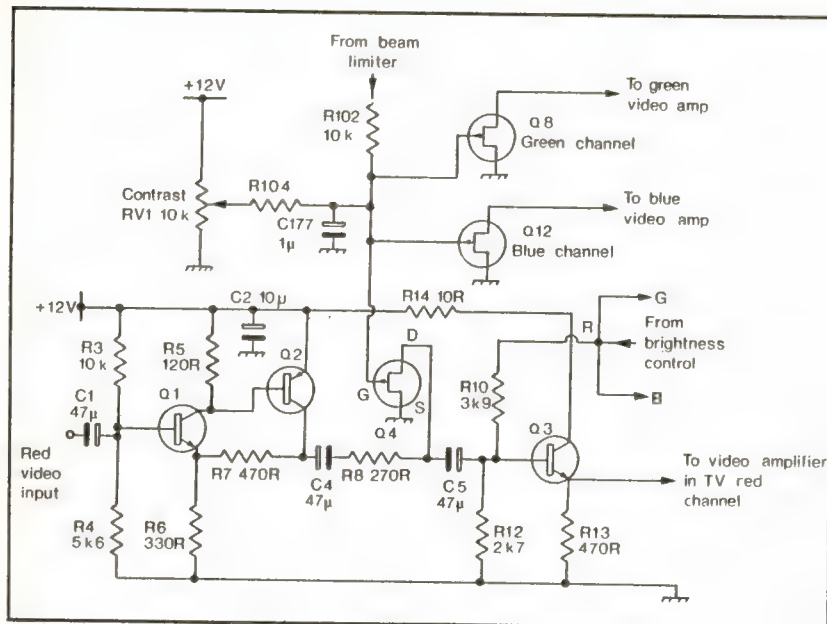 From beam
limiter
+12V
R102
10 k
To green
video amp
Q8
Green channel
Contrast
RV1 10 k
R104
C177
1μ
To blue
video amp
Q12
Blue channel
+12V
C2 10μ
R14 10R
R3
10 k
R5
120R
Q2
D
R
G
From
brightness
control
B
C1
47μ
Q1
G
S
Q4
R10
3k9
Q3
Red
video
input
R7 470R
C4
47μ
R8 270R
C5
47μ
To video amplifier
in TV red
channel
R4
5k6
R6
330R
R12
2k7
R13
470R